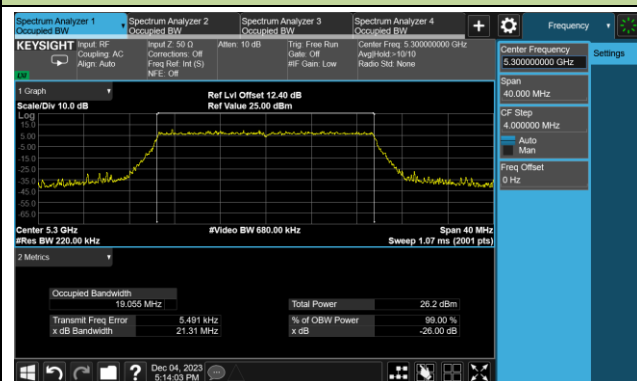 Spectrum Analyzer 1
Occupied BW
Spectrum Analyzer 2
Occupied BW
Spectrum Analyzer 3
Occupied BW
Spectrum Analyzer 4
Occupied BW
+
Frequency
KEYSIGHT
Input: RF
Coupling: AC
Align: Auto
Input Z: 50 Ω
Corrections: Off
Freq Ref: Int (S)
NFE: Off
Atten: 10 dB
Trig: Free Run
Gate: Off
#IF Gain: Low
Center Freq: 5.300000000 GHz
Avg|Hold:>10/10
Radio Std: None
Center Frequency
5.300000000 GHz
Settings
Span
40.000 MHz
CF Step
4.000000 MHz
Auto
Man
Freq Offset
0 Hz
1 Graph
Scale/Div 10.0 dB
Ref Lvl Offset 12.40 dB
Ref Value 25.00 dBm
Log
15.0
5.00
-5.00
-15.0
-25.0
-35.0
-45.0
-55.0
-65.0
Center 5.3 GHz
#Res BW 220.00 kHz
#Video BW 680.00 kHz
Span 40 MHz
Sweep 1.07 ms (2001 pts)
2 Metrics
Occupied Bandwidth
19.055 MHz
Total Power 26.2 dBm
Transmit Freq Error 5.491 kHz
% of OBW Power 99.00 %
x dB Bandwidth 21.31 MHz
x dB -26.00 dB
?
Dec 04, 2023
5:14:03 PM